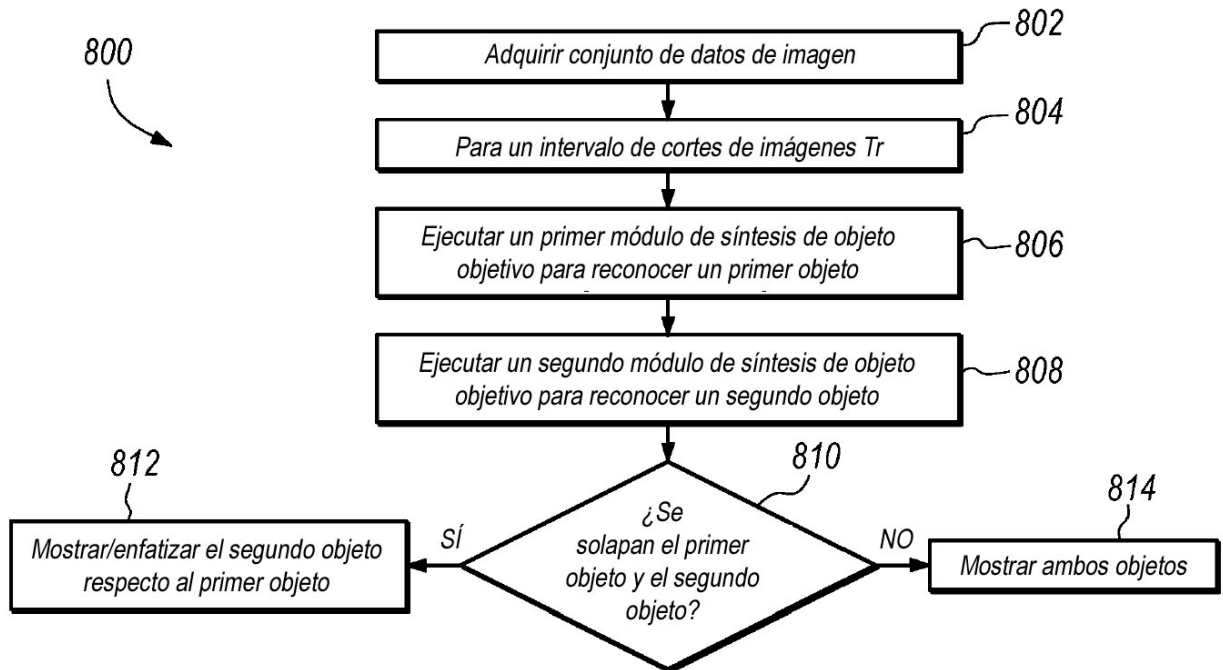 800
802
Adquirir conjunto de datos de imagen
804
Para un intervalo de cortes de imágenes Tr
Ejecutar un primer módulo de síntesis de objeto
objetivo para reconocer un primer objeto
806
Ejecutar un segundo módulo de síntesis de objeto
objetivo para reconocer un segundo objeto
808
810
¿Se
solapan el primer
objeto y el segundo
objeto?
SÍ
NO
812
Mostrar/enfatizar el segundo objeto
respecto al primer objeto
814
Mostrar ambos objetos